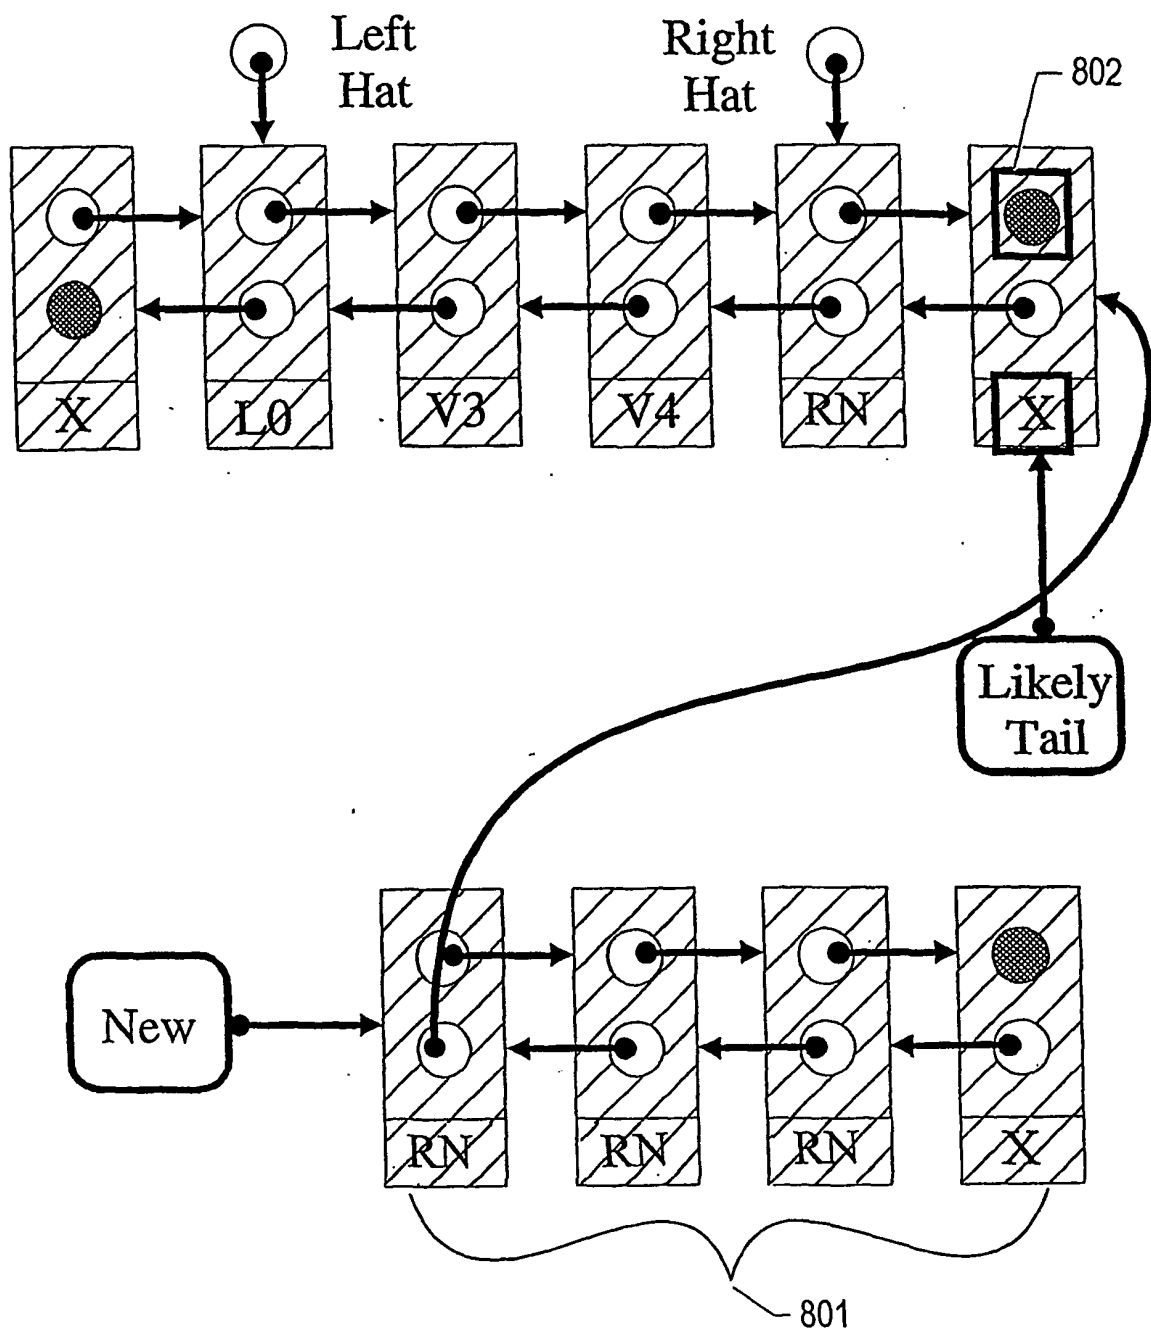 Left
Hat
Right
Hat
802
X
L0
V3
V4
RN
X
Likely
Tail
New
RN
RN
RN
X
801